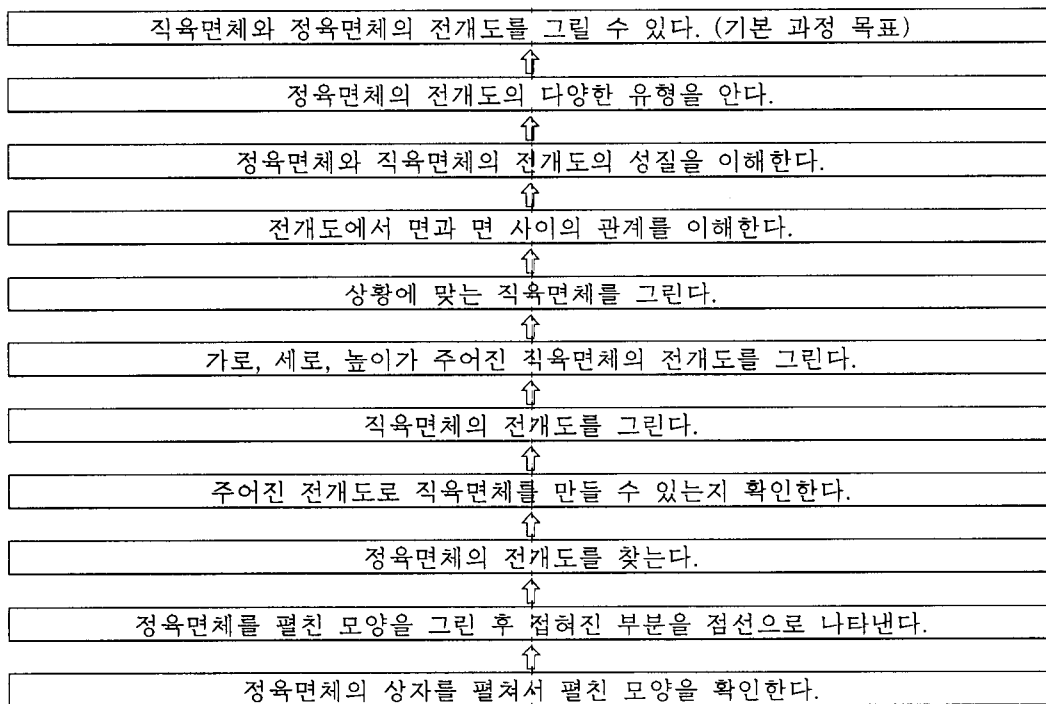 직육면체와 정육면체의 전개도를 그릴 수 있다. (기본 과정 목표)
정육면체의 전개도의 다양한 유형을 안다.
정육면체와 직육면체의 전개도의 성질을 이해한다.
전개도에서 면과 면 사이의 관계를 이해한다.
상황에 맞는 직육면체를 그린다.
가로, 세로, 높이가 주어진 직육면체의 전개도를 그린다.
직육면체의 전개도를 그린다.
주어진 전개도로 직육면체를 만들 수 있는지 확인한다.
정육면체의 전개도를 찾는다.
정육면체를 펼친 모양을 그린 후 접혀진 부분을 점선으로 나타낸다.
정육면체의 상자를 펼쳐서 펼친 모양을 확인한다.